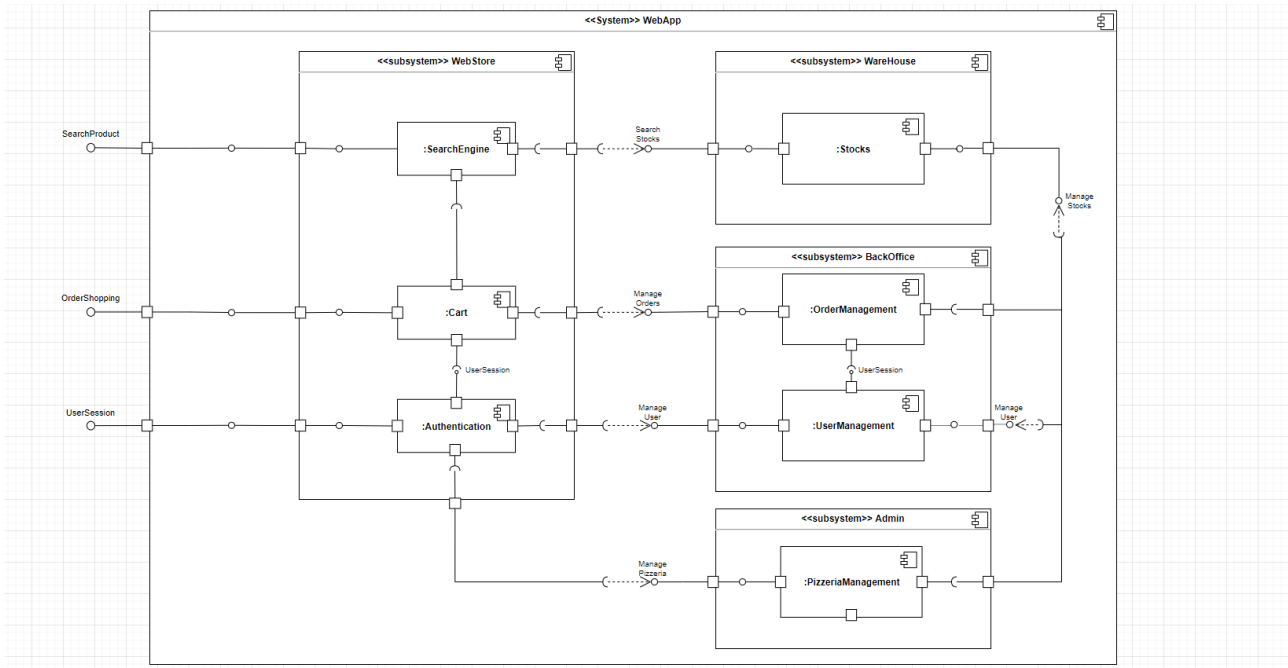 <<System>> WebApp
<<subsystem>> WebStore
<<subsystem>> WareHouse
SearchProduct
:SearchEngine
Search
Stocks
:Stocks
Manage
Stocks
<<subsystem>> BackOffice
OrderShopping
:Cart
Manage
Orders
:OrderManagement
UserSession
UserSession
UserSession
:Authentication
Manage
User
:UserManagement
Manage
User
<<subsystem>> Admin
Manage
Pizzeria
:PizzeriaManagement